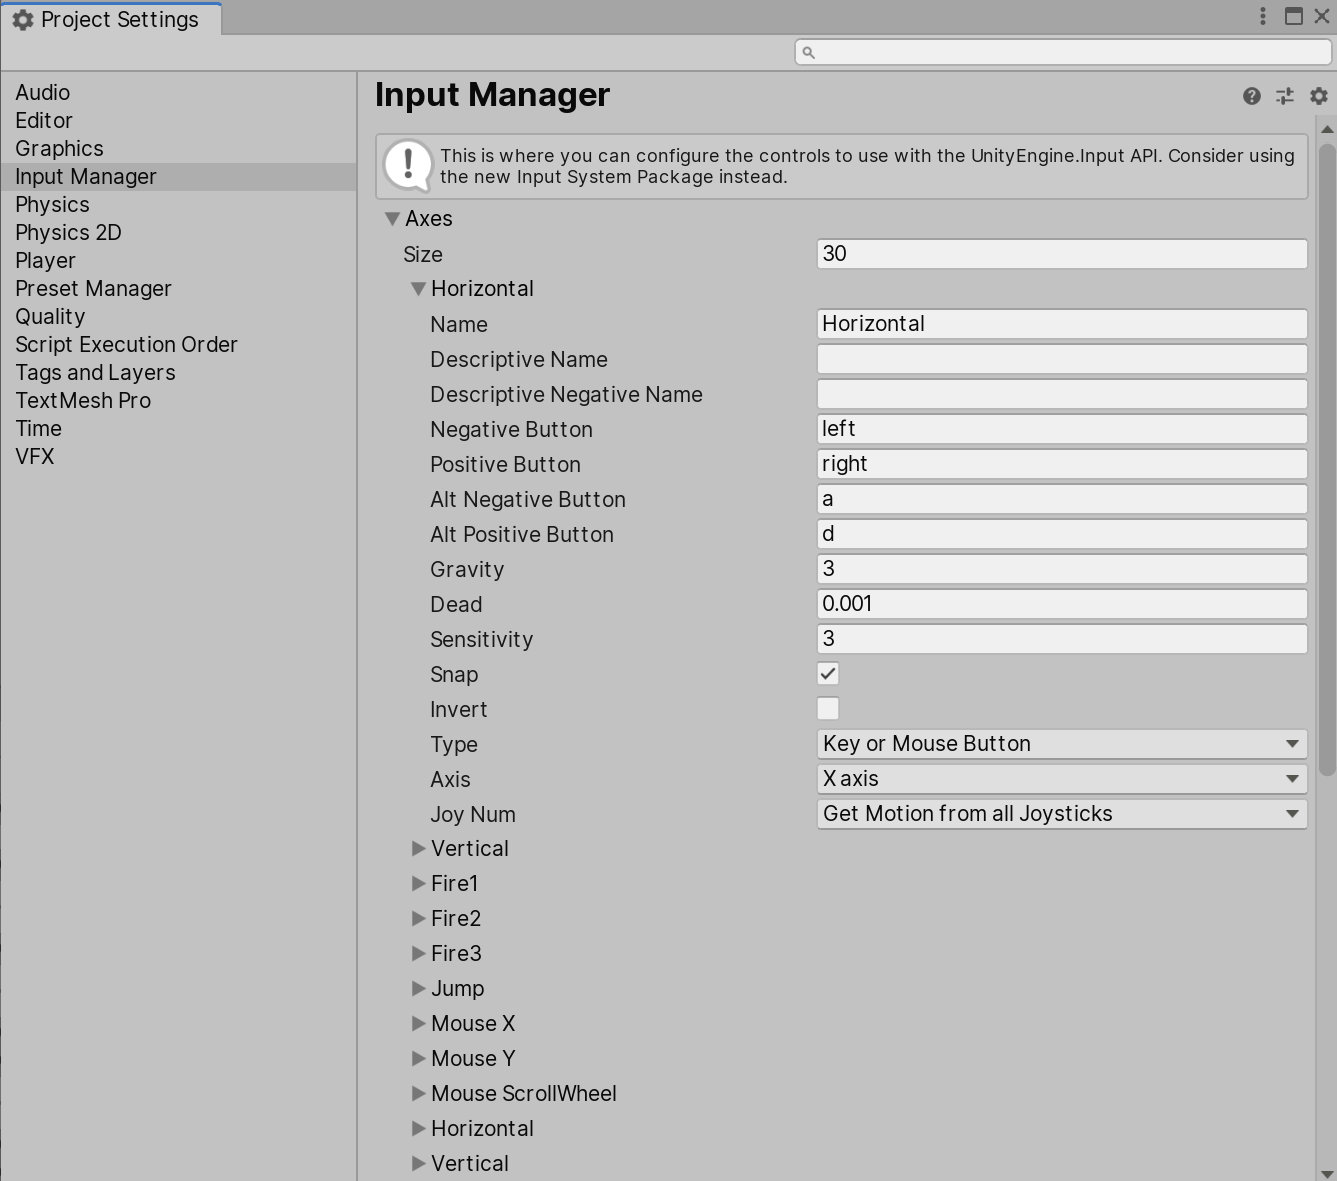 Project Settings
Audio
Editor
Graphics
Input Manager
Physics
Physics 2D
Player
Preset Manager
Quality
Script Execution Order
Tags and Layers
TextMesh Pro
Time
VFX
Input Manager
This is where you can configure the controls to use with the UnityEngine.Input API. Consider using
the new Input System Package instead.
Axes
Size 30
Horizontal
Name Horizontal
Descriptive Name
Descriptive Negative Name
Negative Button left
Positive Button right
Alt Negative Button a
Alt Positive Button d
Gravity 3
Dead 0.001
Sensitivity 3
Snap
Invert
Type Key or Mouse Button
Axis X axis
Joy Num Get Motion from all Joysticks
Vertical
Fire1
Fire2
Fire3
Jump
Mouse X
Mouse Y
Mouse ScrollWheel
Horizontal
Vertical